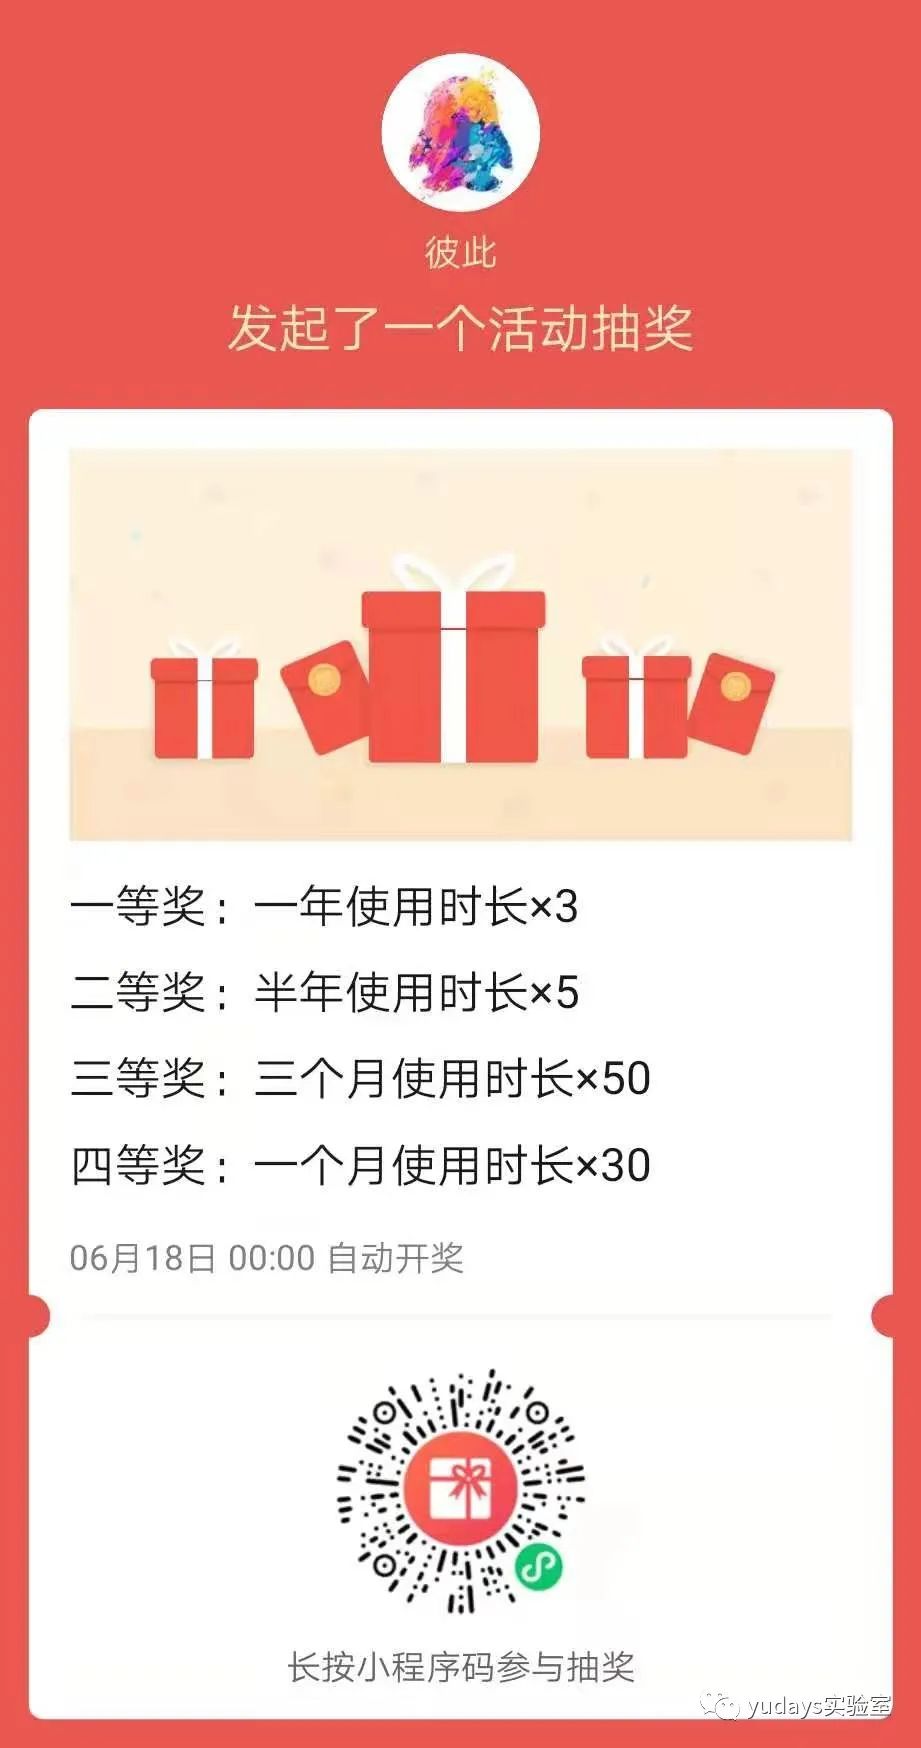 彼此
发起了一个活动抽奖
一等奖：一年使用时长×3
二等奖：半年使用时长×5
三等奖：三个月使用时长×50
四等奖：一个月使用时长×30
06月18日 00:00 自动开奖
长按小程序码参与抽奖
yudays实验室